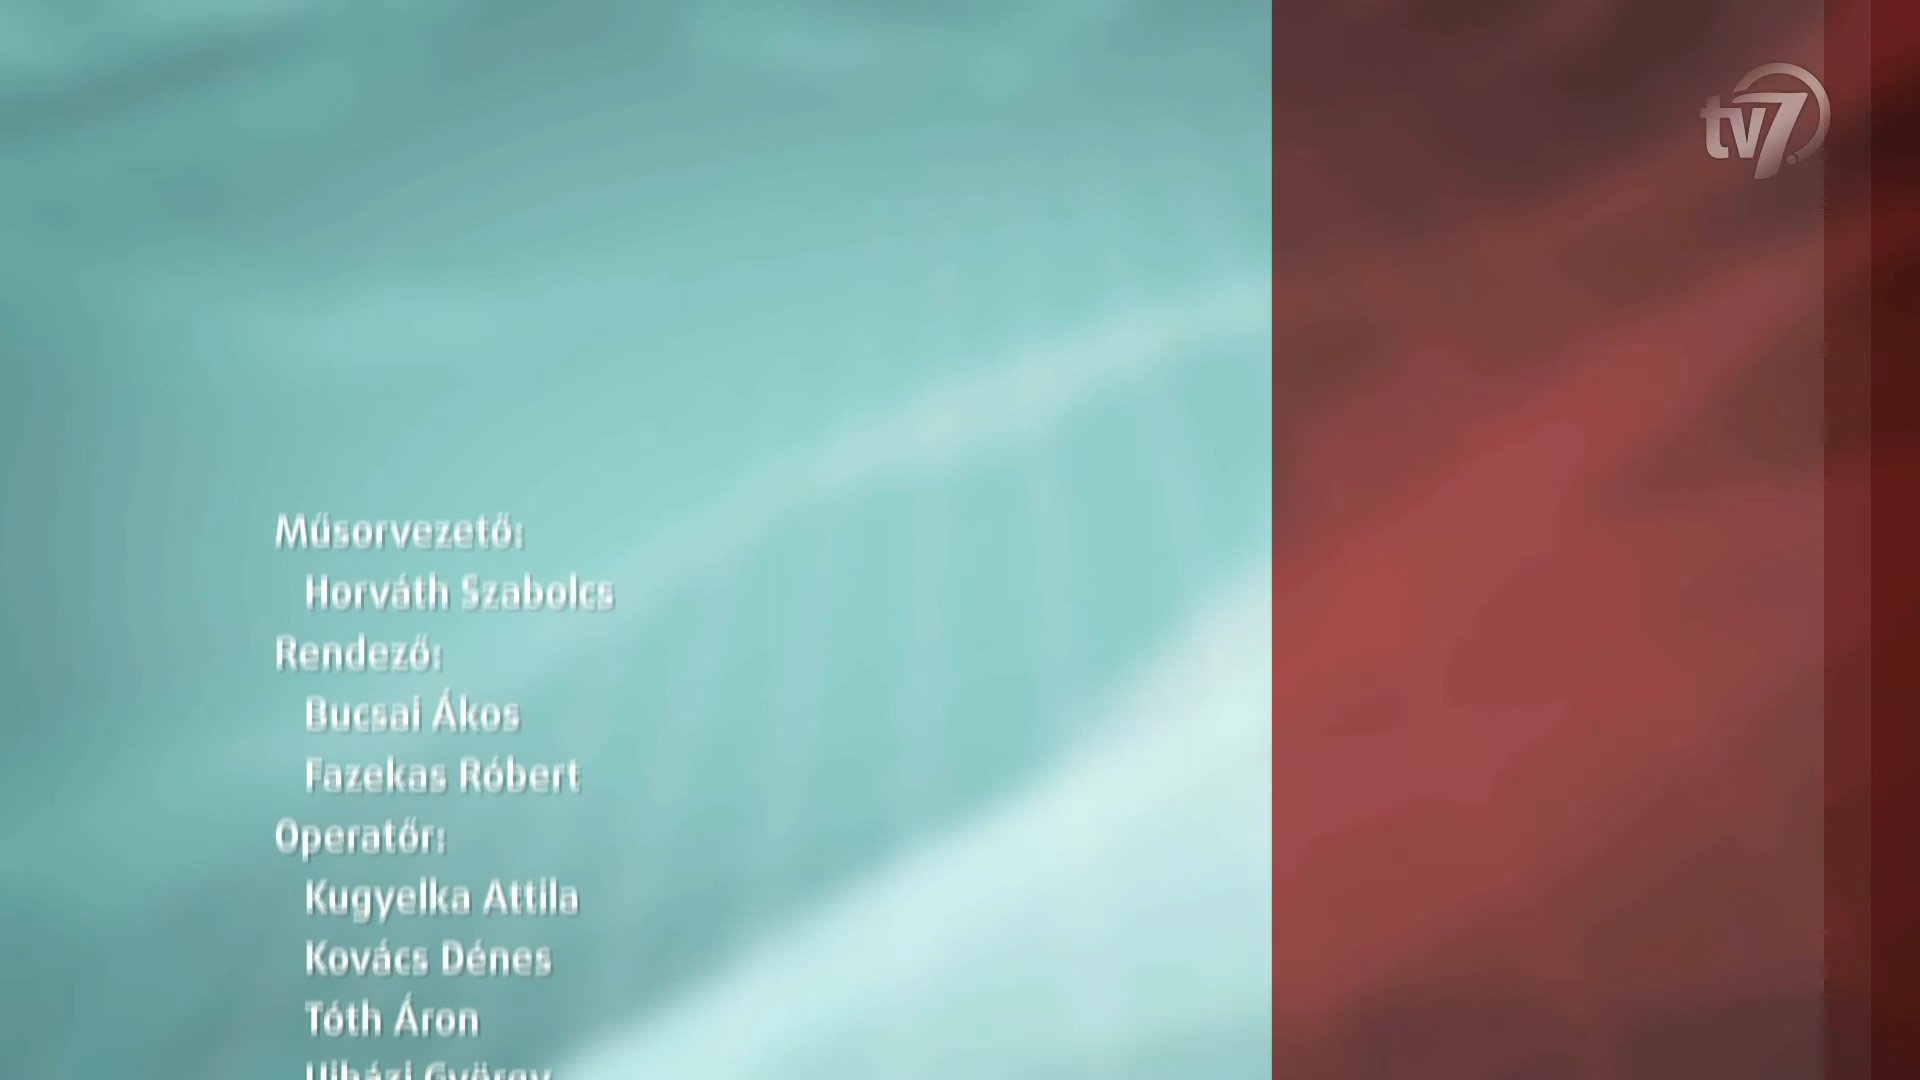 tv7
Műsorvezető:
Horváth Szabolcs
Rendező:
Bucsai Ákos
Fazekas Róbert
Operatőr:
Kugyelka Attila
Kovács Dénes
Tóth Áron